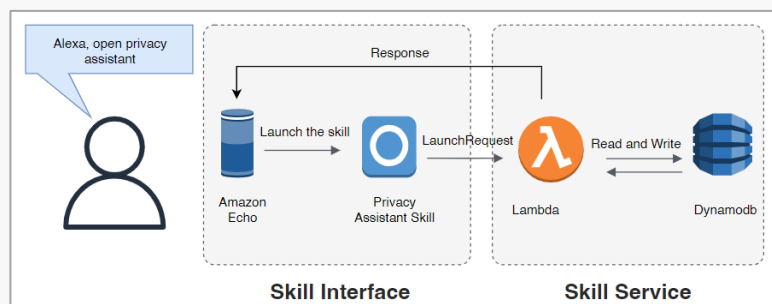 Alexa, open privacy
assistant
Response
Launch the skill
LaunchRequest
Read and Write
Amazon
Echo
Privacy
Assistant Skill
Lambda
Dynamodb
Skill Interface
Skill Service